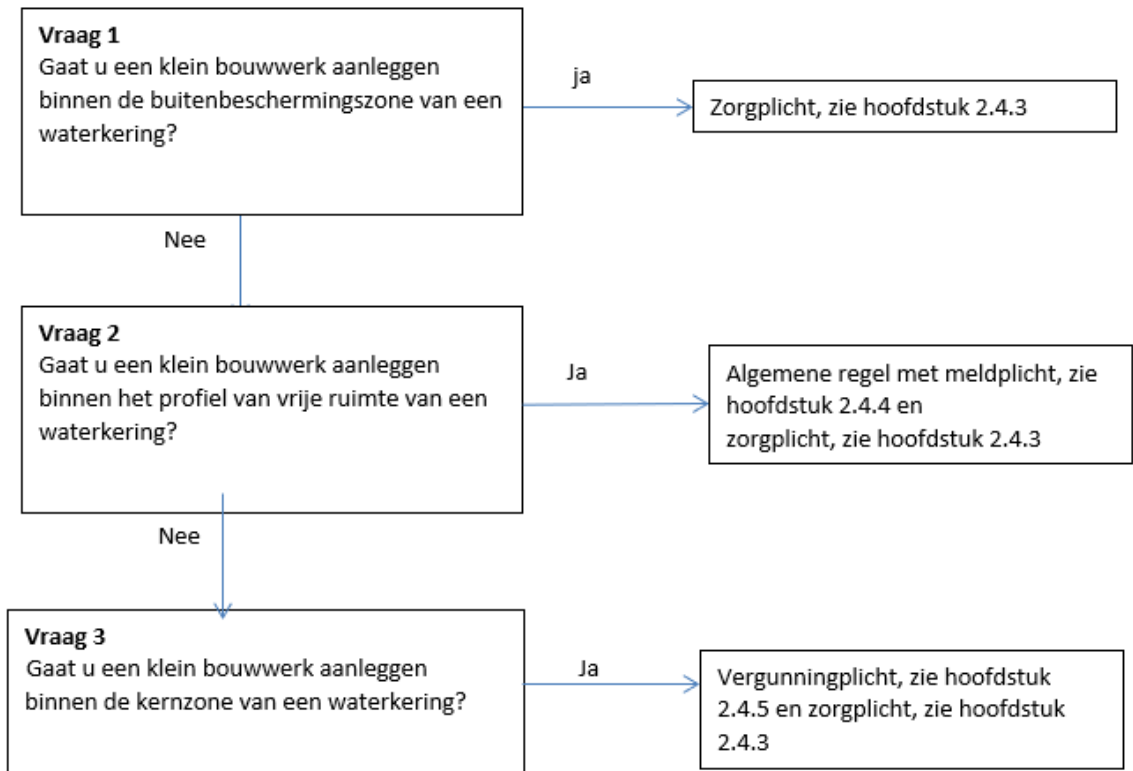 Vraag 1
Gaat u een klein bouwwerk aanleggen
binnen de buitenbeschermingszone van een
waterkering?
ja
Zorgplicht, zie hoofdstuk 2.4.3
Nee
Vraag 2
Gaat u een klein bouwwerk aanleggen
binnen het profiel van vrije ruimte van een
waterkering?
Ja
Algemene regel met meldplicht, zie
hoofdstuk 2.4.4 en
zorgplicht, zie hoofdstuk 2.4.3
Nee
Vraag 3
Gaat u een klein bouwwerk aanleggen
binnen de kernzone van een waterkering?
Ja
Vergunningplicht, zie hoofdstuk
2.4.5 en zorgplicht, zie hoofdstuk
2.4.3